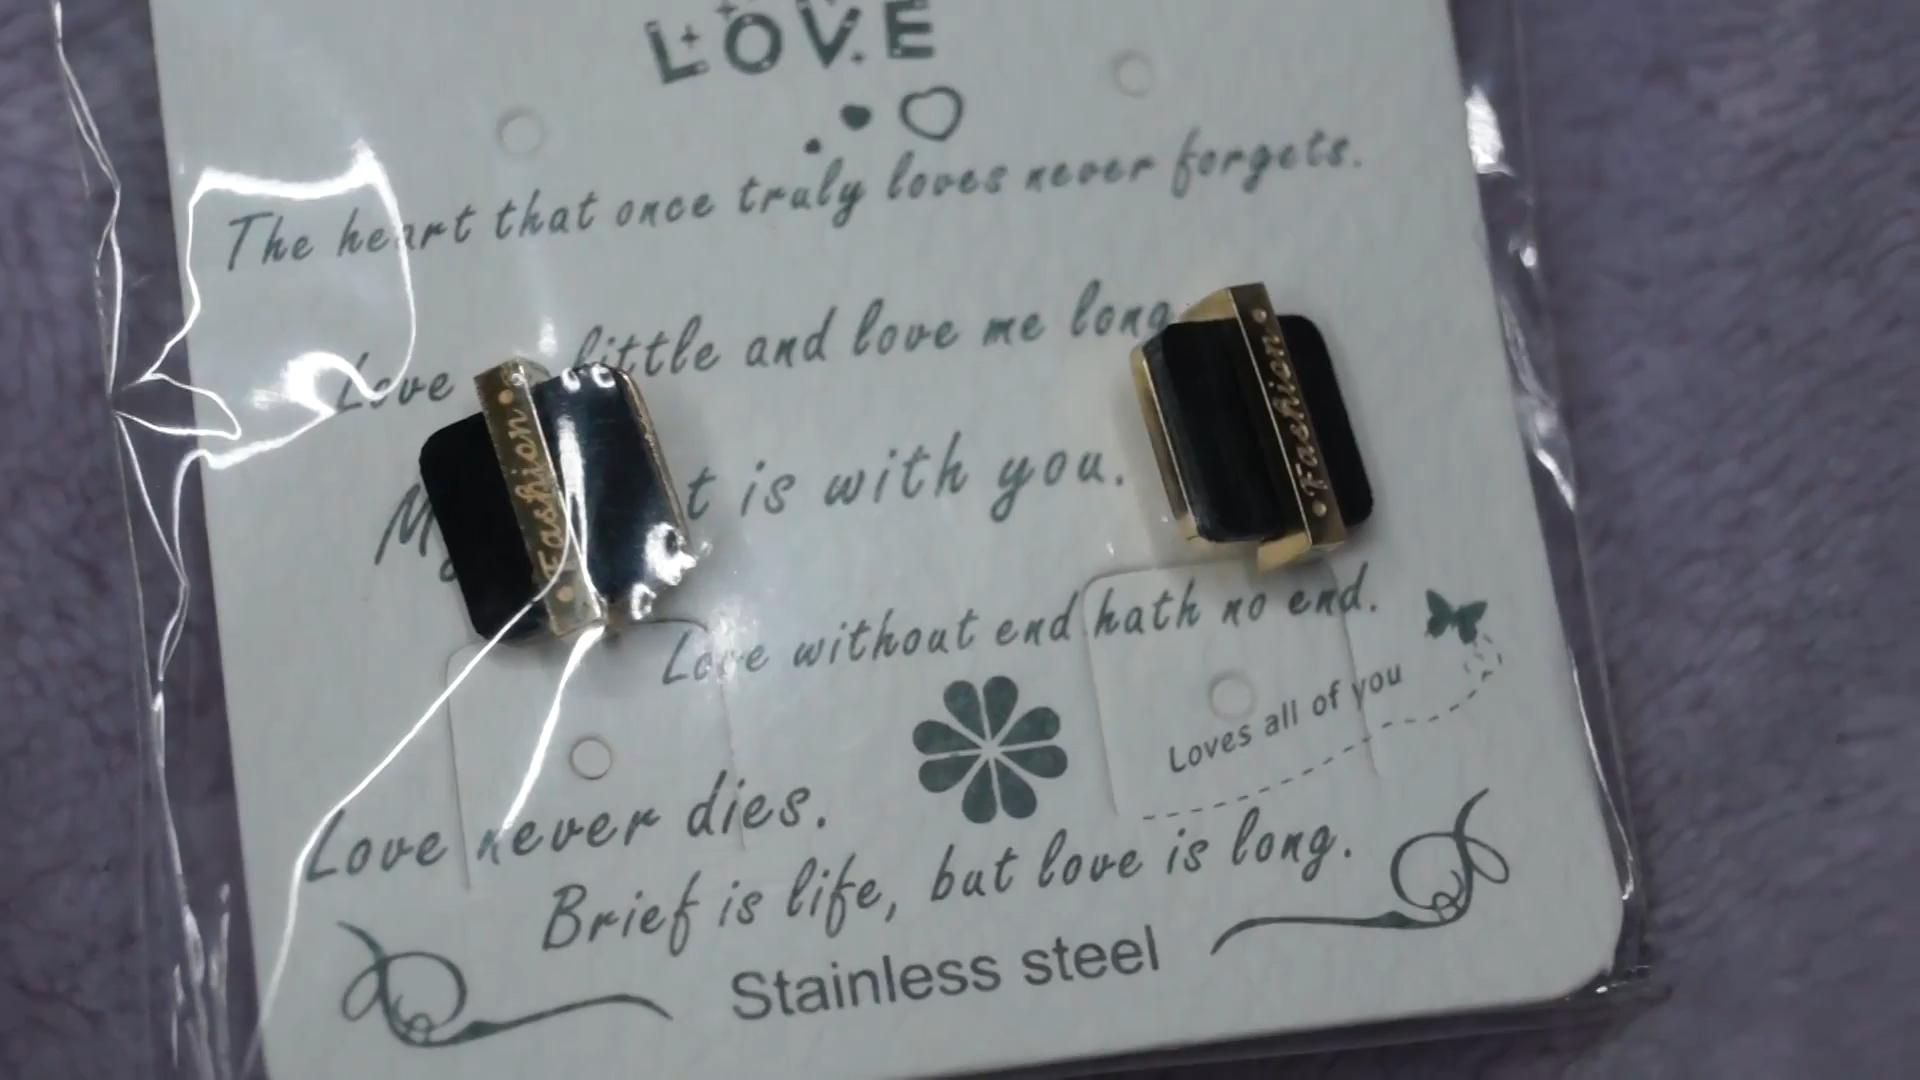 LOVE
The heart that once truly loves never forgets.
Love little and love me long
t is with you.
Fashion
Fashion
Love without end hath no end.
Loves all of you
Love never dies.
Brief is life, but love is long.
Stainless steel